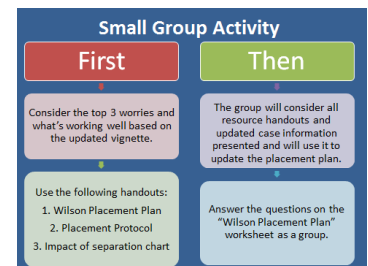 Small Group Activity
First
Consider the top 3 worries and
what's working well based on
the updated vignette.
Use the following handouts:
1. Wilson Placement Plan
2. Placement Protocol
3. Impact of separation chart
Then
The group will consider all
resource handouts and
updated case information
presented and will use it to
update the placement plan.
Answer the questions on the
“Wilson Placement Plan”
worksheet as a group.